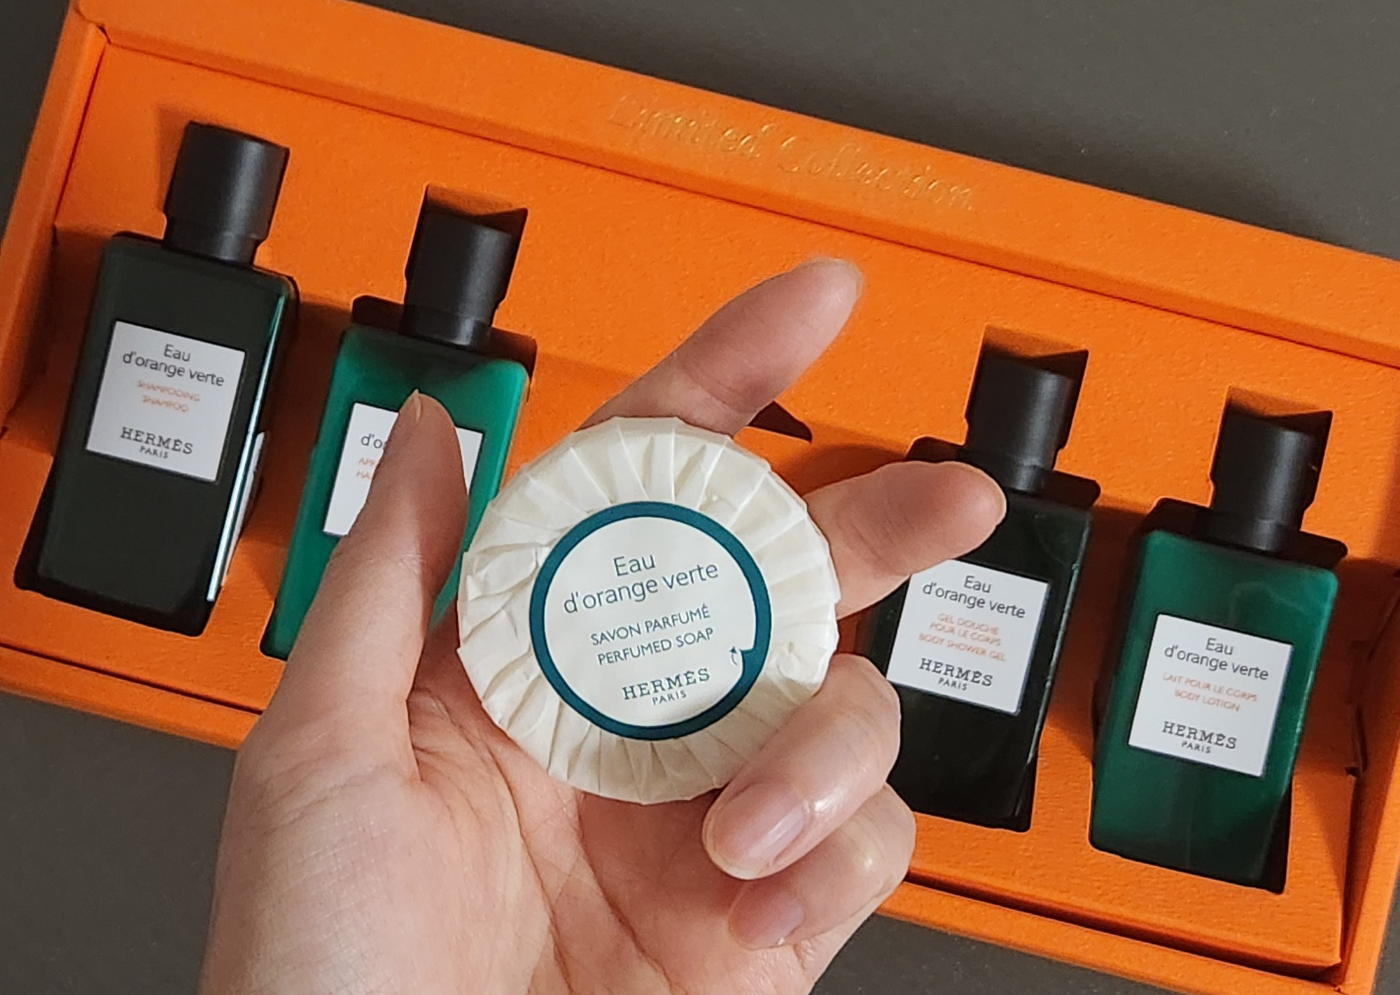 Limited Collection
Eau
d'orange verte
SHAMPOOING
SHAMPOO
HERMÈS
PARIS
Eau
d'orange verte
SAVON PARFUMÉ
PERFUMED SOAP
HERMÈS
PARIS
Eau
d'orange verte
GEL DOUCHE
POUR LE CORPS
BODY SHOWER GEL
HERMÈS
PARIS
Eau
d'orange verte
LAIT POUR LE CORPS
BODY LOTION
HERMÈS
PARIS